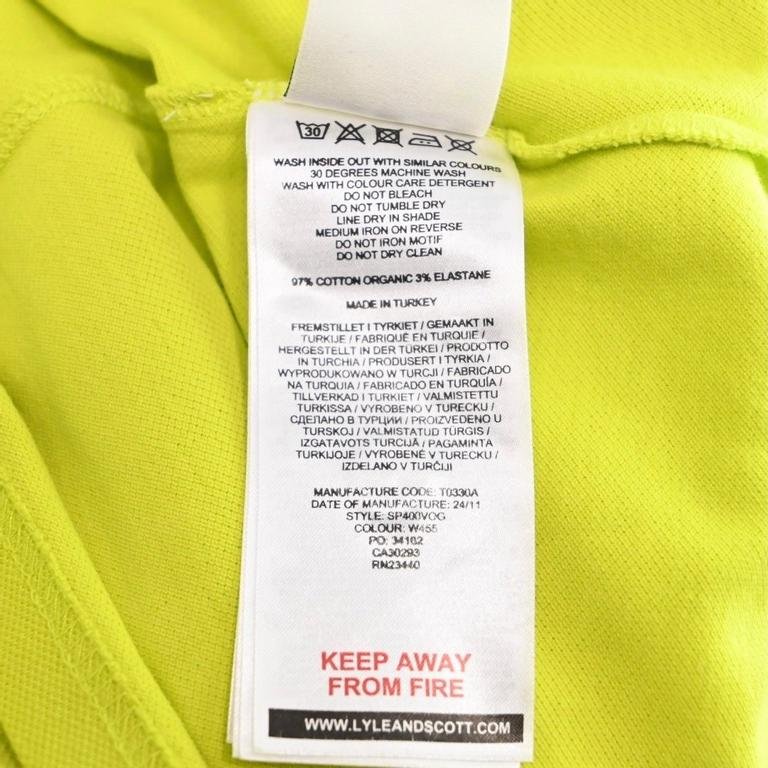 30
WASH INSIDE OUT WITH SIMILAR COLOURS
30 DEGREES MACHINE WASH
WASH WITH COLOUR CARE DETERGENT
DO NOT BLEACH
DO NOT TUMBLE DRY
LINE DRY IN SHADE
MEDIUM IRON ON REVERSE
DO NOT IRON MOTIF
DO NOT DRY CLEAN
97% COTTON ORGANIC 3% ELASTANE
MADE IN TURKEY
FREMSTILLET I TYRKIET / GEMAAKT IN
TURKIJE / FABRIQUÉ EN TURQUIE /
HERGESTELLT IN DER TÜRKEI / PRODOTTO
IN TURCHIA / PRODUSERT I TYRKIA /
WYPRODUKOWANO W TURCJI / FABRICADO
NA TURQUIA / FABRICADO EN TURQUÍA /
TILLVERKAD I TURKIET / VALMISTETTU
TURKISSA / VYROBENO V TURECKU /
СДЕЛАНО В ТУРЦИИ / PROIZVEDENO U
TURSKOJ / VALMISTATUD TÜRGIS /
IZGATAVOTS TURCIJĀ / PAGAMINTA
TURKIJOJE / VYROBENÉ V TURECKU /
IZDELANO V TURČIJI
MANUFACTURE CODE: T0330A
DATE OF MANUFACTURE: 24/11
STYLE: SP400VOG
COLOUR: W455
PO: 34102
CA30293
RN23440
KEEP AWAY
FROM FIRE
WWW.LYLEANDSCOTT.COM